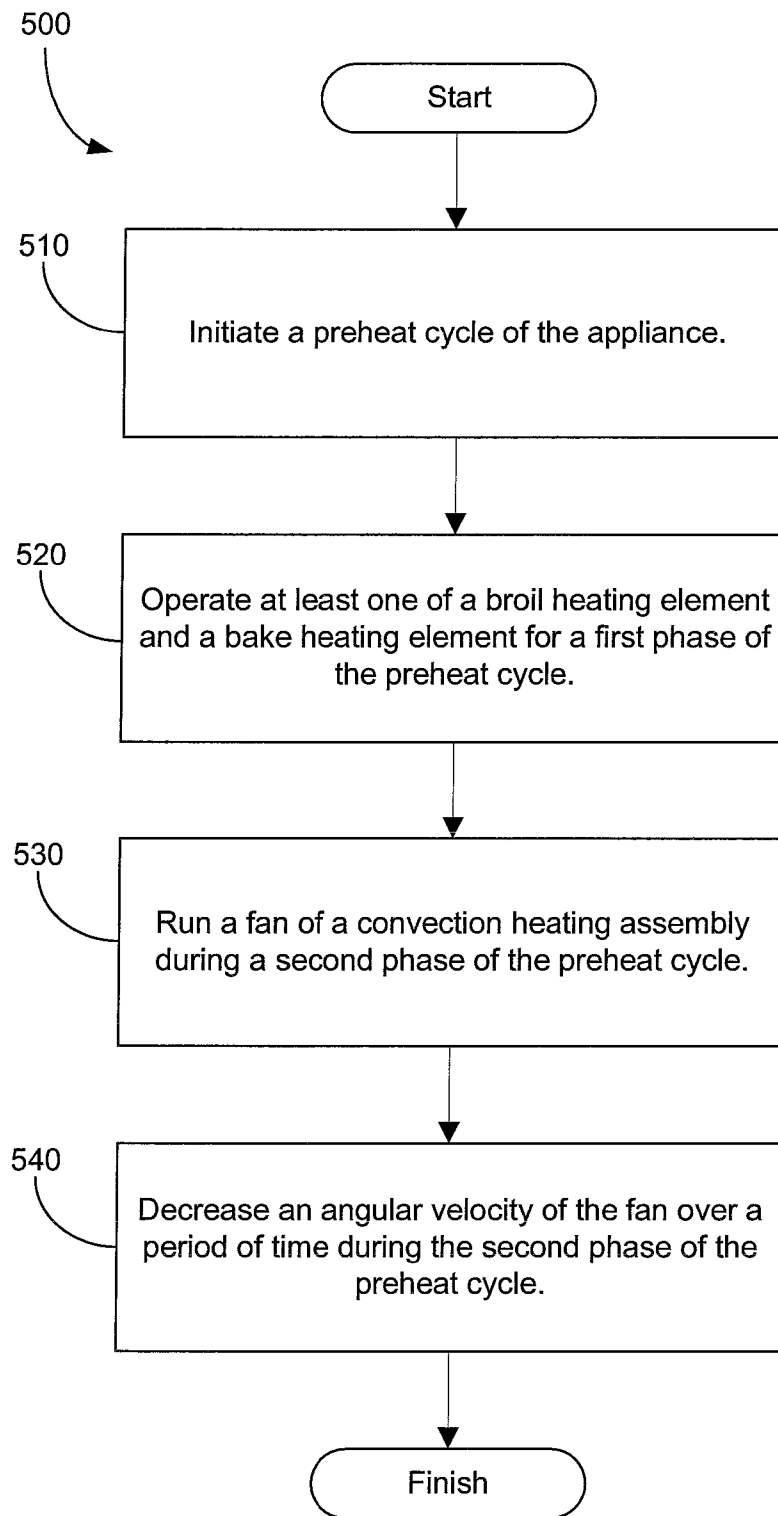 500
Start
510
Initiate a preheat cycle of the appliance.
520
Operate at least one of a broil heating element
and a bake heating element for a first phase of
the preheat cycle.
530
Run a fan of a convection heating assembly
during a second phase of the preheat cycle.
540
Decrease an angular velocity of the fan over a
period of time during the second phase of the
preheat cycle.
Finish